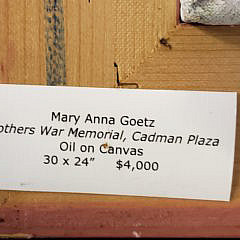 Mary Anna Goetz
others War Memorial, Cadman Plaza
Oil on Canvas
30 x 24" $4,000